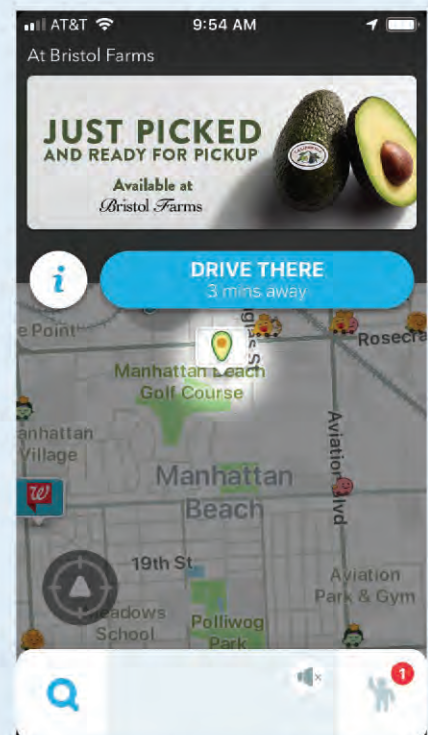 AT&T 9:54 AM
At Bristol Farms
JUST PICKED
AND READY FOR PICKUP
Available at
Bristol Farms
CALIFORNIA
i
DRIVE THERE
3 mins away
e Point
Rosecra
Manhattan Beach
Golf Course
anhattan
Village
Aviation Blvd
W
Manhattan
Beach
19th St
Aviation
Park & Gym
eadows
School
Polliwog
Park
1